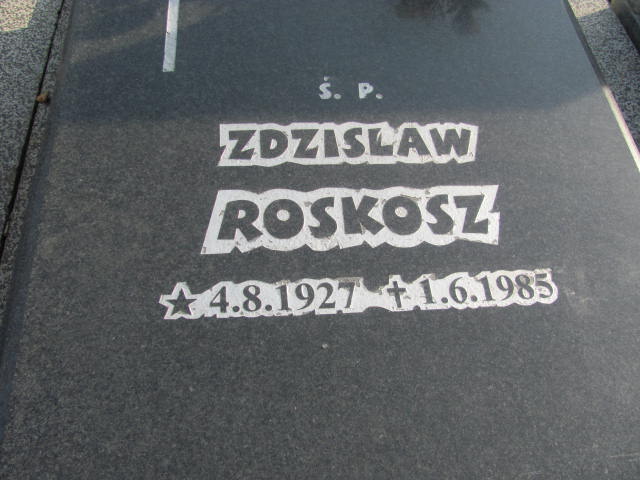 Ś. P.
ZDZISŁAW
ROSKOSZ
★ 4.8.1927 ✝ 1.6.1985